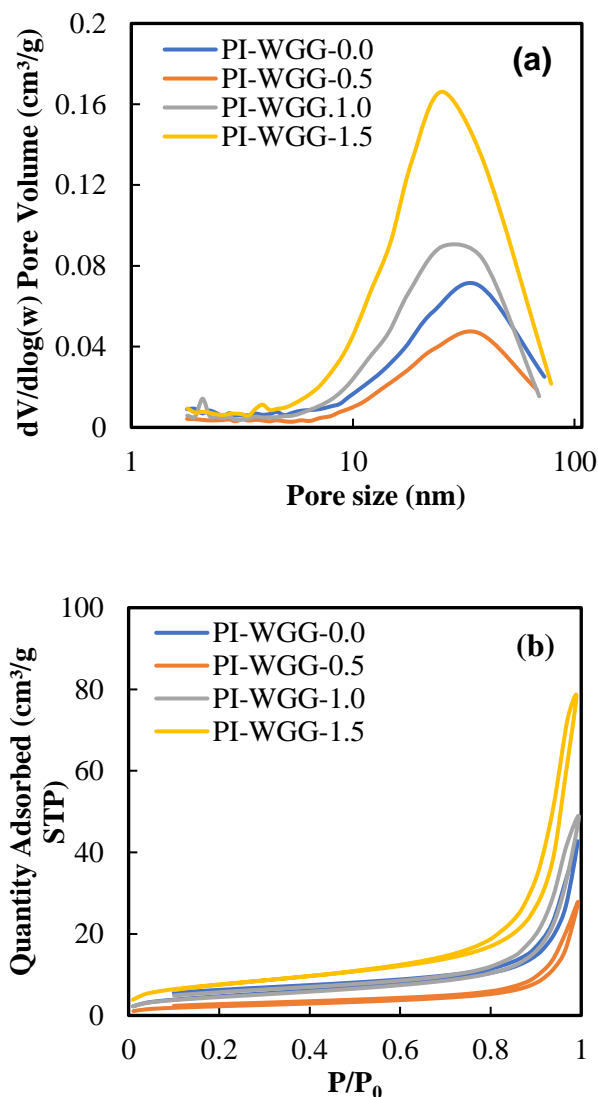 0.2
PI-WGG-0.0
(a)
PI-WGG-0.5
0.16
PI-WGG.1.0
PI-WGG-1.5
0.12
0.08
0.04
0
dV/dlog(w) Pore Volume (cm³/g)
1
10
100
Pore size (nm)
100
PI-WGG-0.0
(b)
PI-WGG-0.5
80
PI-WGG-1.0
PI-WGG-1.5
60
40
20
0
Quantity Adsorbed (cm³/g
STP)
0
0.2
0.4
0.6
0.8
1
P/P₀